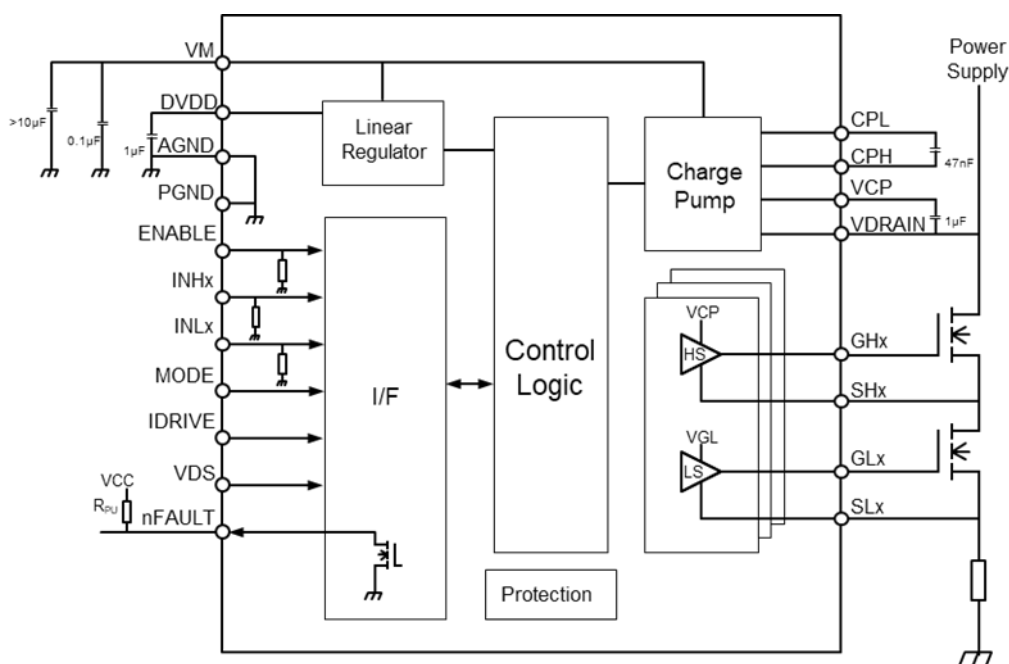 VM
DVDD
>10μF
0.1μF
1μF
AGND
PGND
ENABLE
INHx
INLx
MODE
IDRIVE
VDS
VCC
RPU
nFAULT
Linear
Regulator
I/F
Control
Logic
Charge
Pump
Protection
VCP
HS
VGL
LS
Power
Supply
CPL
CPH
47nF
VCP
1μF
VDRAIN
GHx
SHx
GLx
SLx